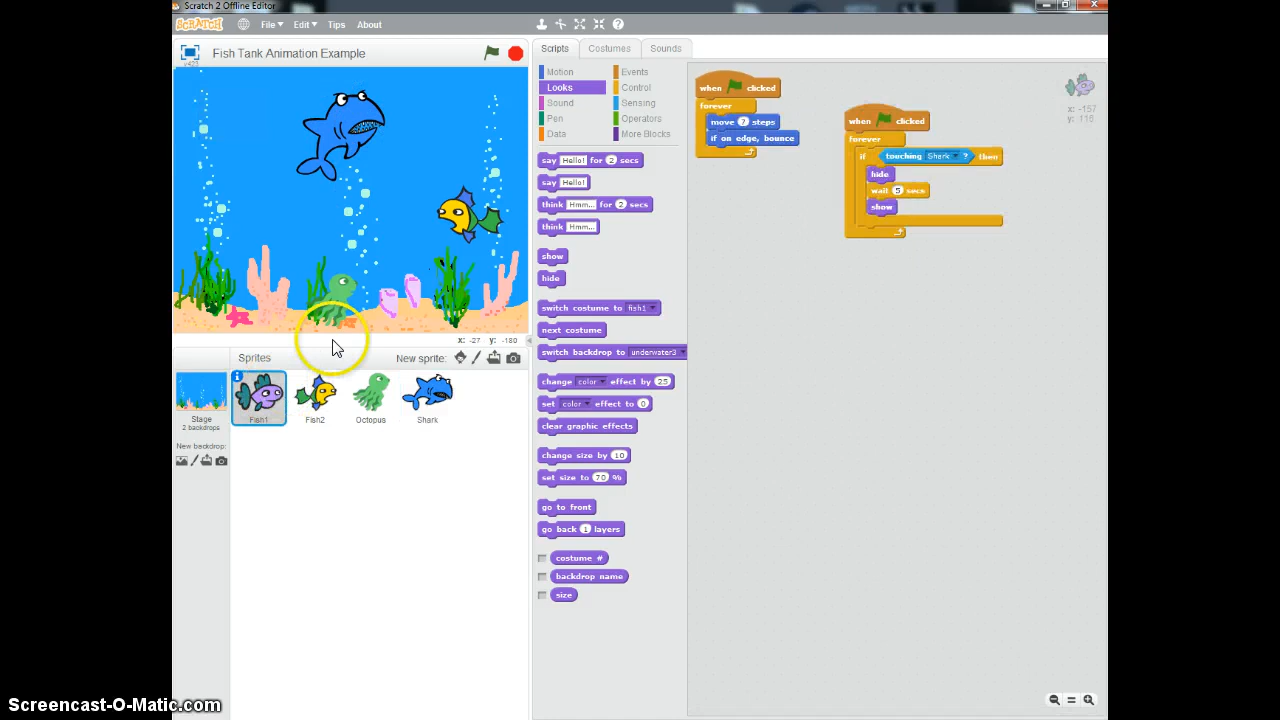 Scratch 2 Offline Editor
SCRATCH File Edit Tips About
Fish Tank Animation Example
Scripts Costumes Sounds
Motion Events
Looks Control
Sound Sensing
Pen Operators
Data More Blocks
say Hello! for 2 secs
say Hello!
think Hmm... for 2 secs
think Hmm...
show
hide
switch costume to fish1
next costume
switch backdrop to underwater3
change color effect by 25
set color effect to 0
clear graphic effects
change size by 10
set size to 70 %
go to front
go back 1 layers
costume #
backdrop name
size
when clicked
forever
move 7 steps
if on edge, bounce
when clicked
forever
if touching Shark ? then
hide
wait 5 secs
show
x: -157
y: 116
x: -27 y: -180
Sprites New sprite:
Stage
2 backdrops
New backdrop:
Fish1 Fish2 Octopus Shark
Screencast-O-Matic.com